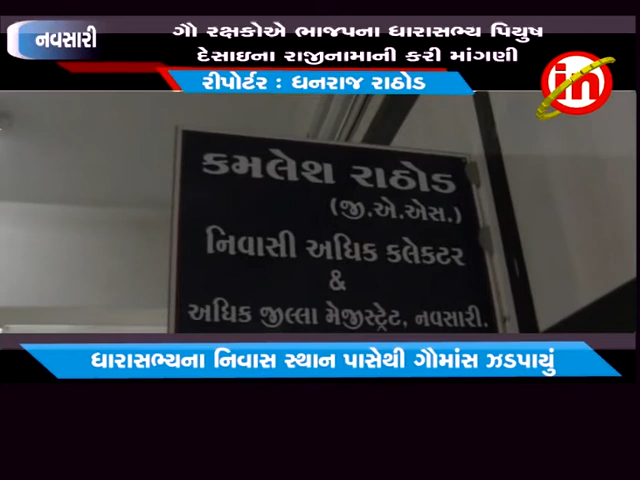 નવસારી
ગૌ રક્ષકોએ ભાજપના ધારાસભ્ય પિયુષ
દેસાઇના રાજીનામાની કરી માંગણી
રીપોર્ટર : ધનરાજ રાઠોડ
in
કમલેશ રાઠોડ
(જી.એ.એસ.)
નિવાસી અધિક કલેકટર
&
અધિક જીલ્લા મેજીસ્ટ્રેટ, નવસારી.
ધારાસભ્યના નિવાસ સ્થાન પાસેથી ગૌમાંસ ઝડપાયું